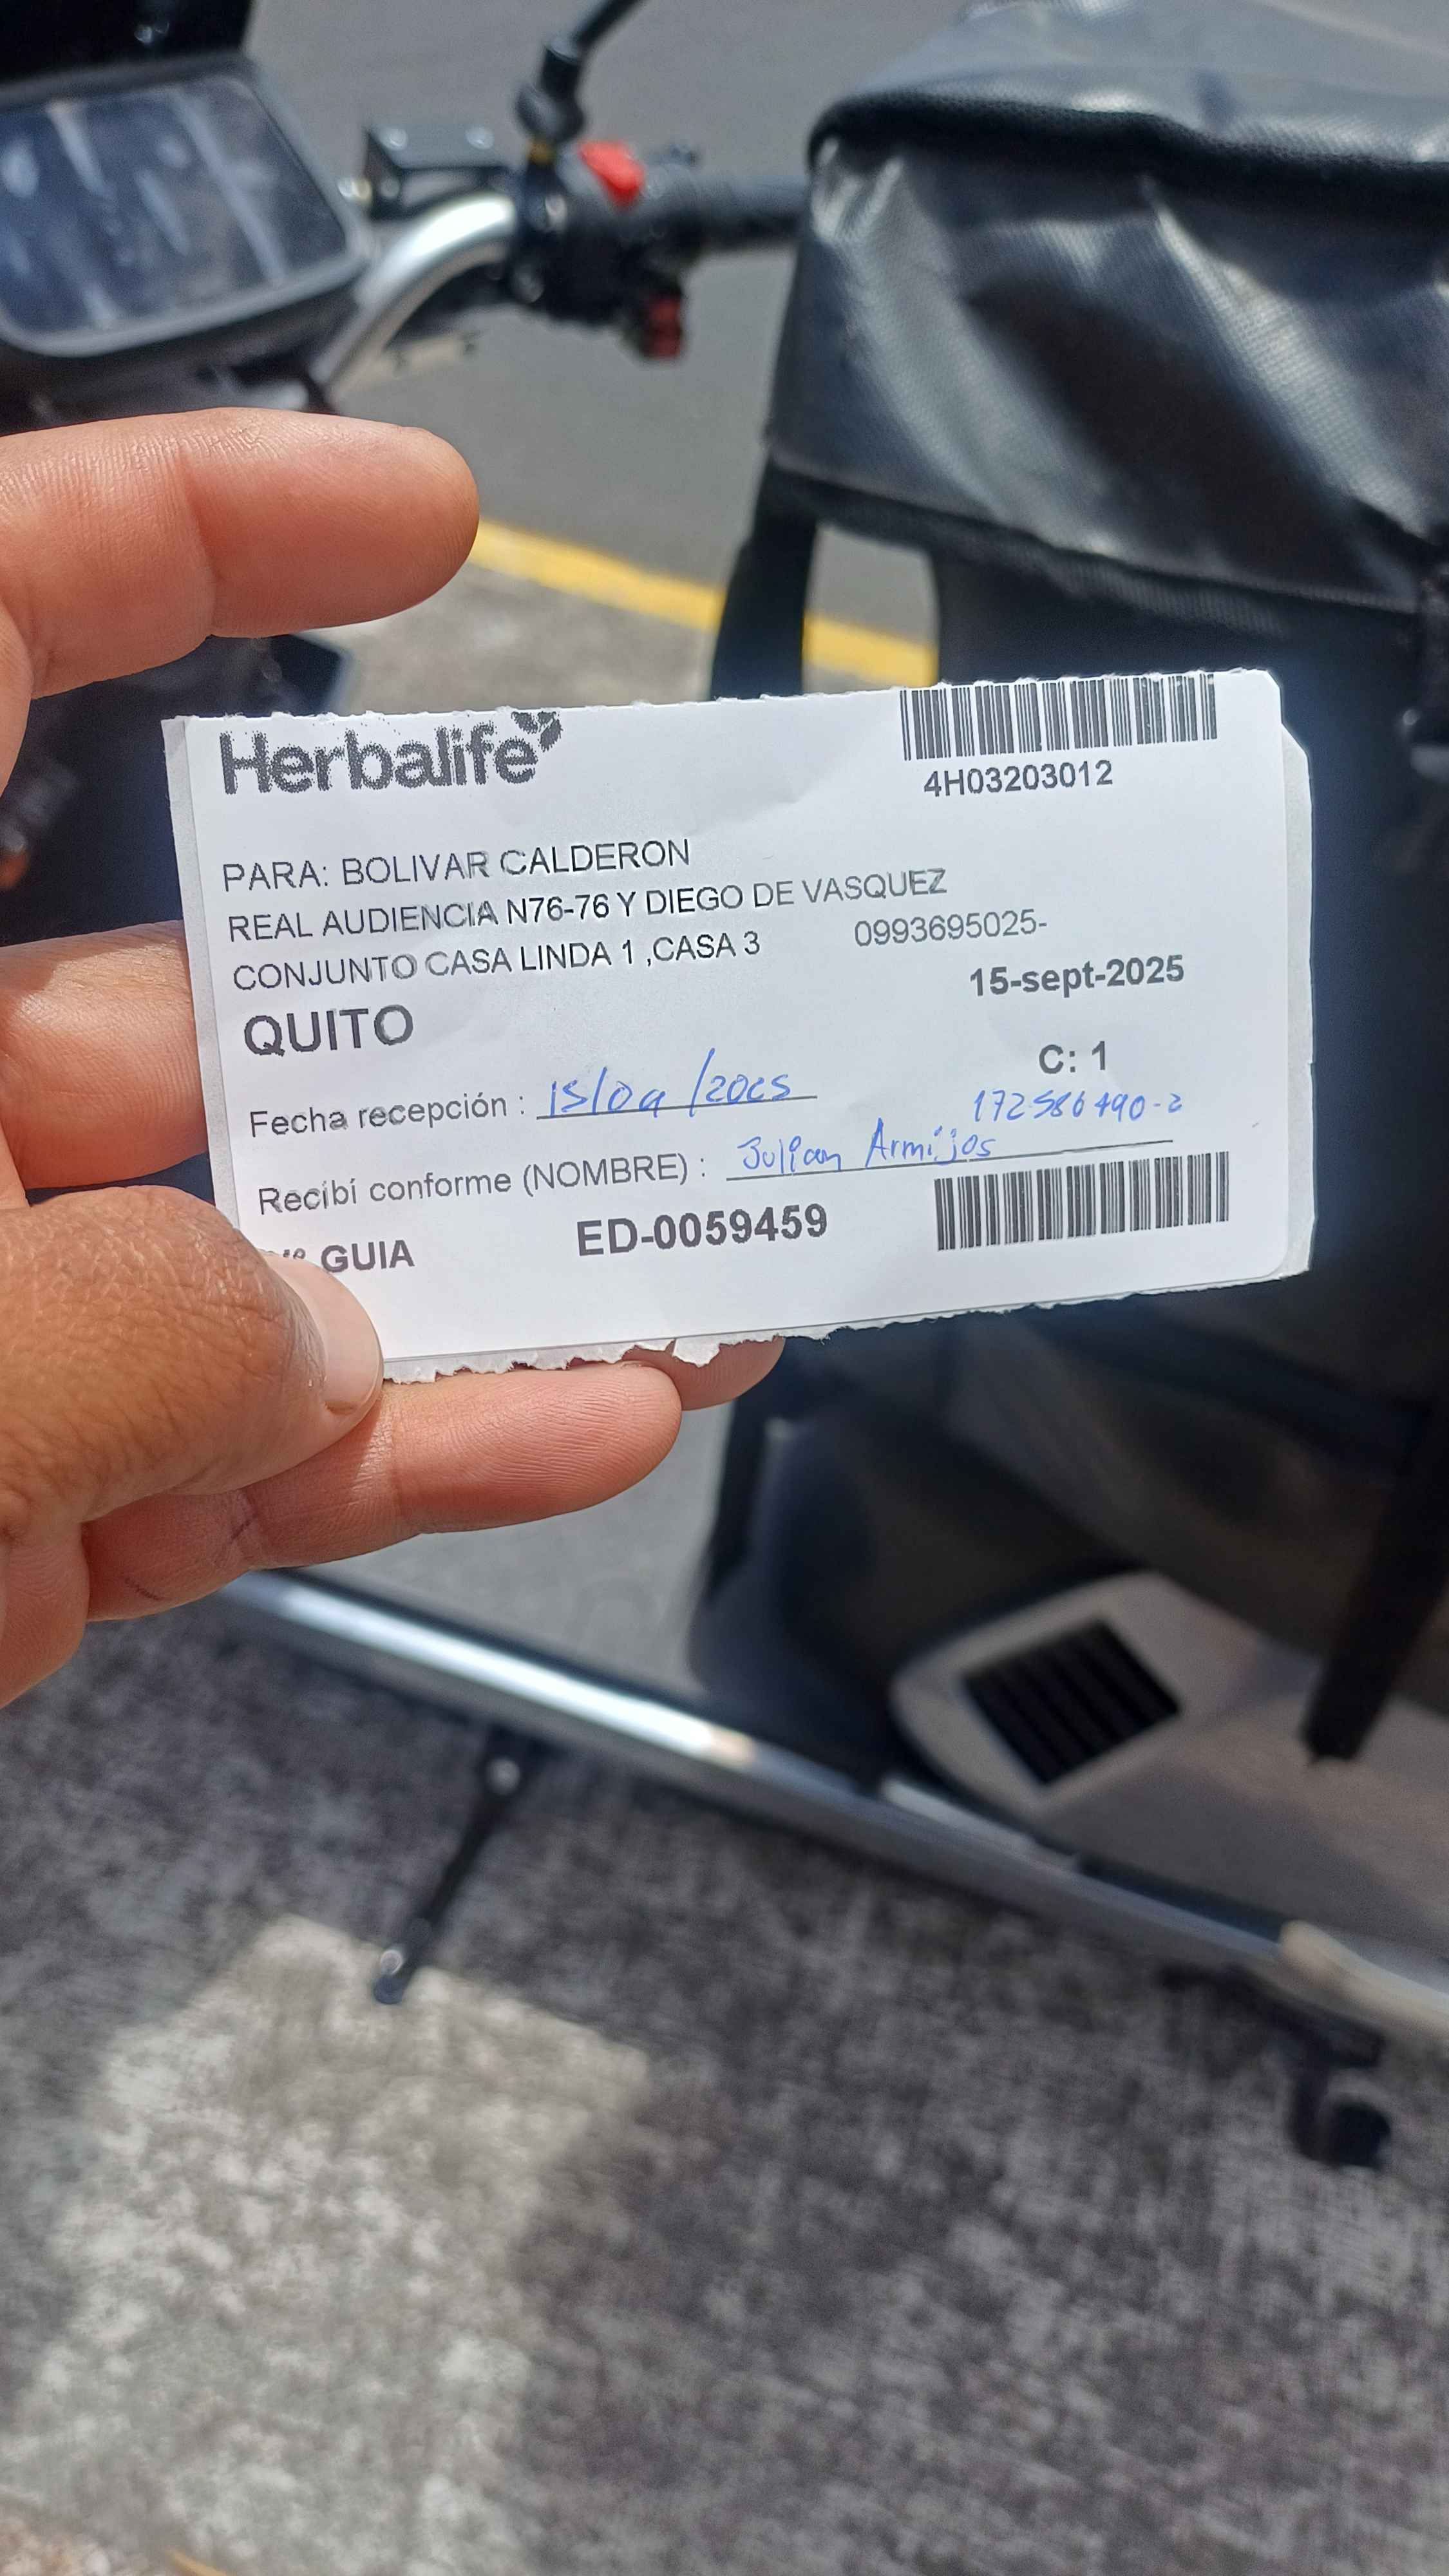 Herbalife
4H03203012
PARA: BOLIVAR CALDERON
REAL AUDIENCIA N76-76 Y DIEGO DE VASQUEZ
CONJUNTO CASA LINDA 1 ,CASA 3 0993695025-
15-sept-2025
QUITO
C: 1
Fecha recepción : 15/09/2025
172586490-2
Recibí conforme (NOMBRE) : Julian Armijos
GUIA ED-0059459